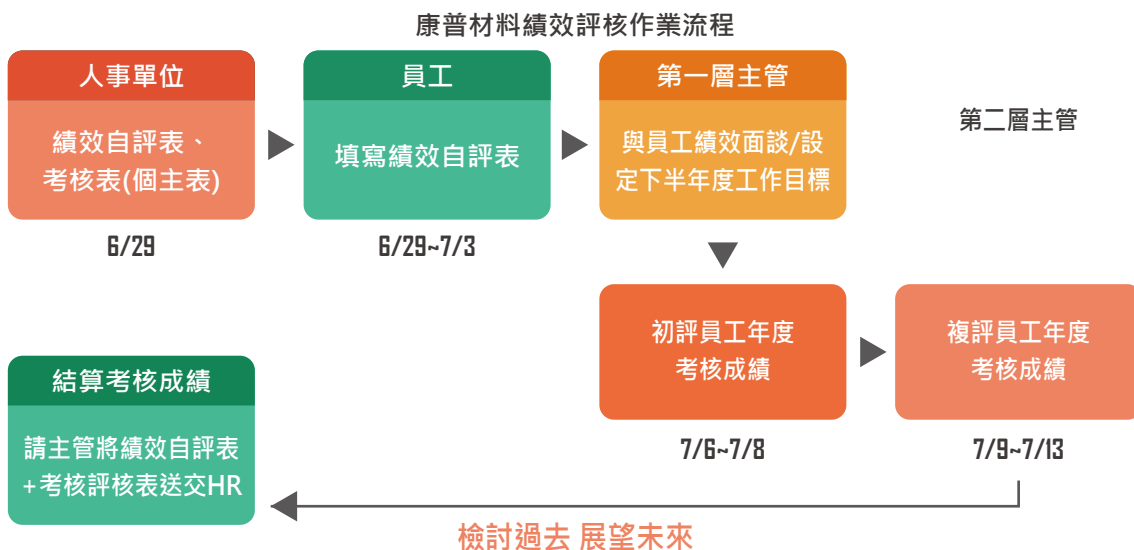 康普材料績效評核作業流程
人事單位
績效自評表、
考核表(個主表)
6/29
員工
填寫績效自評表
6/29~7/3
第一層主管
與員工績效面談/設
定下半年度工作目標
第二層主管
初評員工年度
考核成績
7/6~7/8
複評員工年度
考核成績
7/9~7/13
結算考核成績
請主管將績效自評表
+考核評核表送交HR
檢討過去 展望未來